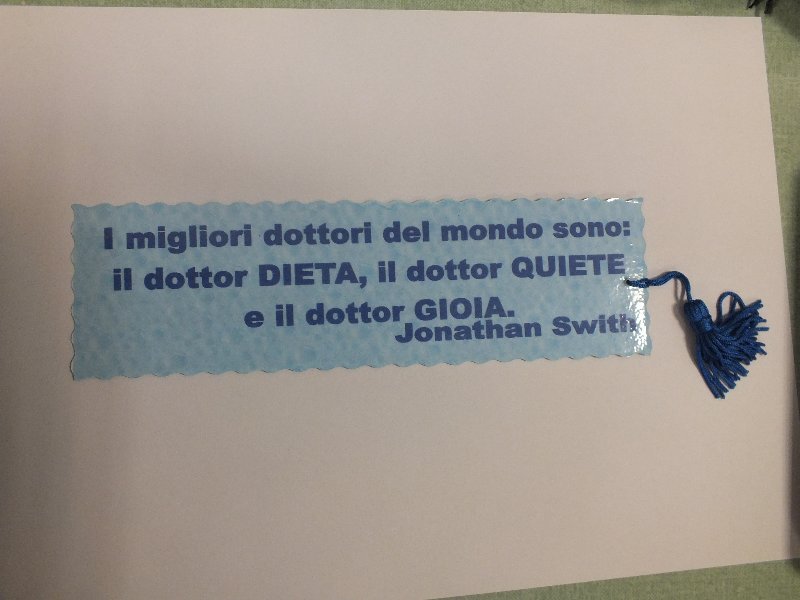 I migliori dottori del mondo sono:
il dottor DIETA, il dottor QUIETE
e il dottor GIOIA.
Jonathan Swith